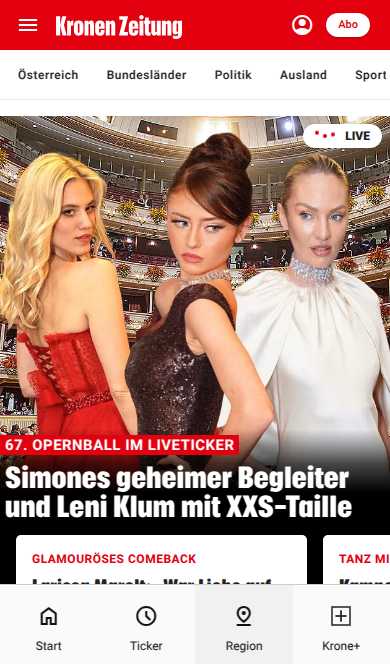 Kronen Zeitung
Abo
Österreich Bundesländer Politik Ausland Sport
LIVE
67. OPERNBALL IM LIVETICKER
Simones geheimer Begleiter
und Leni Klum mit XXS-Taille
GLAMOURÖSES COMEBACK
TANZ MI
Start Ticker Region Krone+